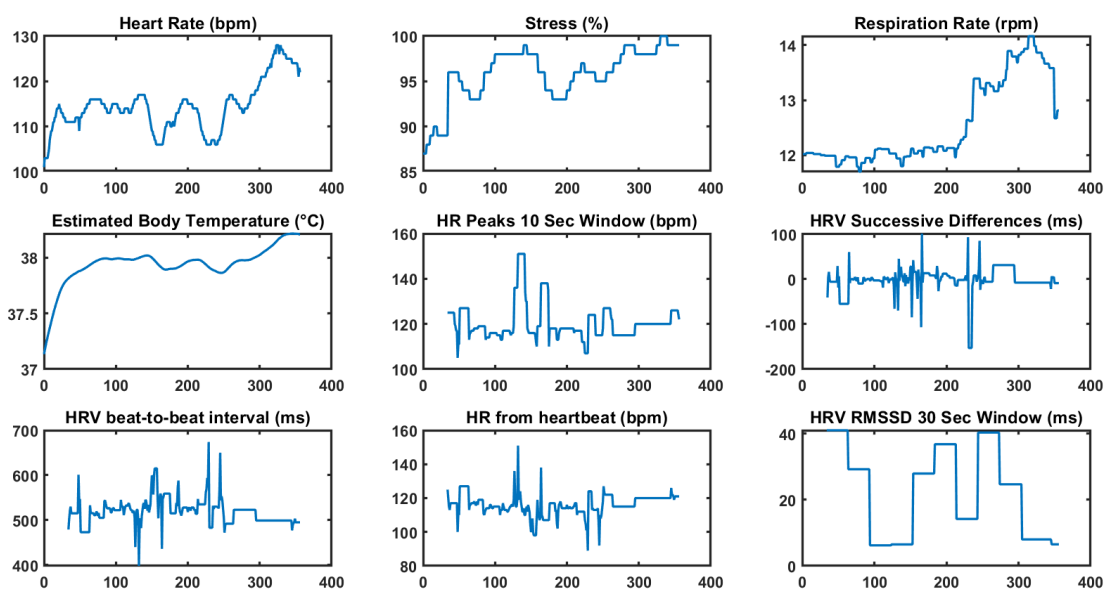 Heart Rate (bpm)
130
120
110
100
0 100 200 300 400
Stress (%)
100
95
90
85
0 100 200 300 400
Respiration Rate (rpm)
14
13
12
0 100 200 300 400
Estimated Body Temperature (°C)
38
37.5
37
0 100 200 300 400
HR Peaks 10 Sec Window (bpm)
160
140
120
100
0 100 200 300 400
HRV Successive Differences (ms)
100
0
-100
-200
0 100 200 300 400
HRV beat-to-beat interval (ms)
700
600
500
400
0 100 200 300 400
HR from heartbeat (bpm)
160
140
120
100
80
0 100 200 300 400
HRV RMSSD 30 Sec Window (ms)
40
20
0
0 100 200 300 400